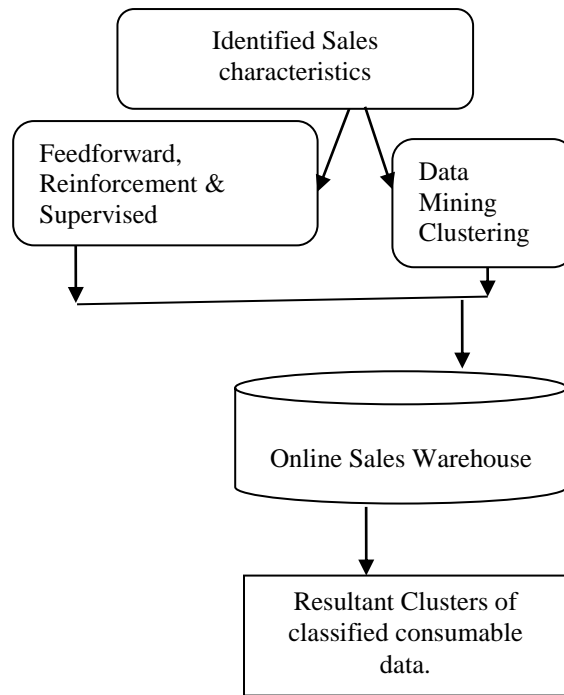 Identified Sales
characteristics
Feedforward,
Reinforcement &
Supervised
Data
Mining
Clustering
Online Sales Warehouse
Resultant Clusters of
classified consumable
data.